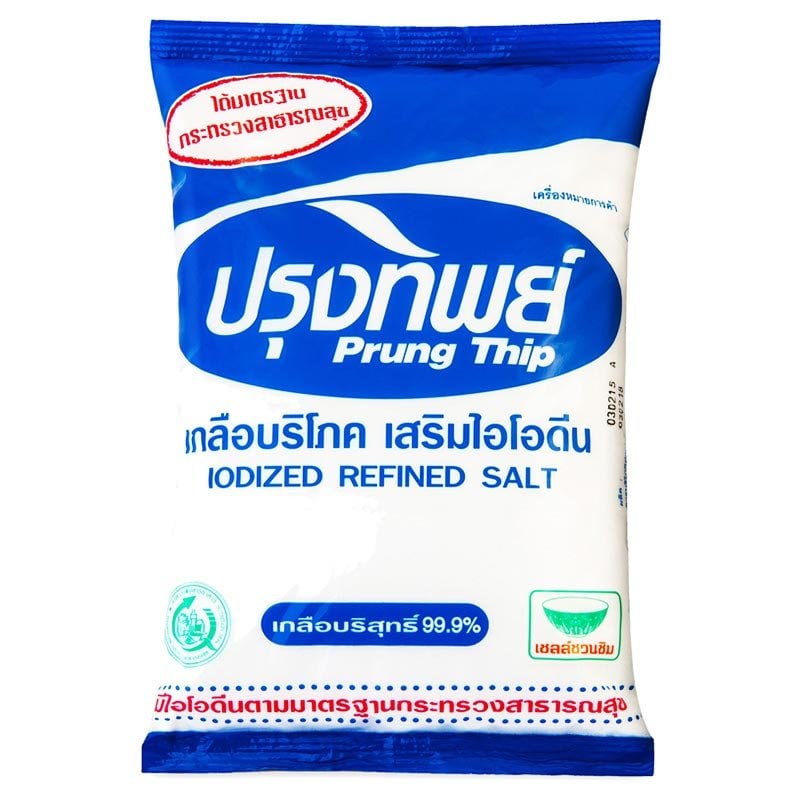 ได้มาตรฐาน
กระทรวงสาธารณสุข
เครื่องหมายการค้า
ปรุงทิพย์
Prung Thip
030215 A
030218
เกลือบริโภค เสริมไอโอดีน
IODIZED REFINED SALT
เกลือบริสุทธิ์ 99.9%
เชลล์ชวนชิม
มีไอโอดีนตามมาตรฐานกระทรวงสาธารณสุข